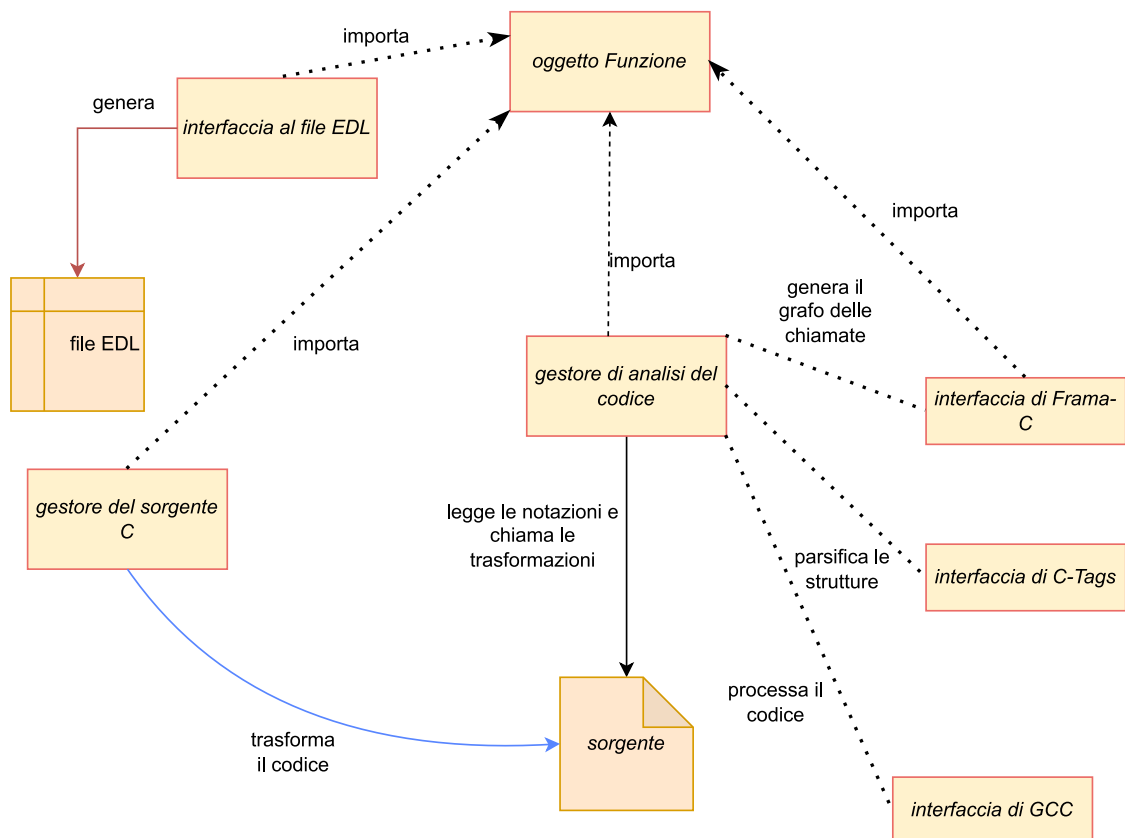 importa
oggetto Funzione
genera
interfaccia al file EDL
importa
importa
genera il
grafo delle
chiamate
file EDL
importa
gestore di analisi del
codice
interfaccia di Frama-
C
gestore del sorgente
C
legge le notazioni e
chiama le
trasformazioni
parsifica le
strutture
interfaccia di C-Tags
processa il
codice
trasforma
il codice
sorgente
interfaccia di GCC